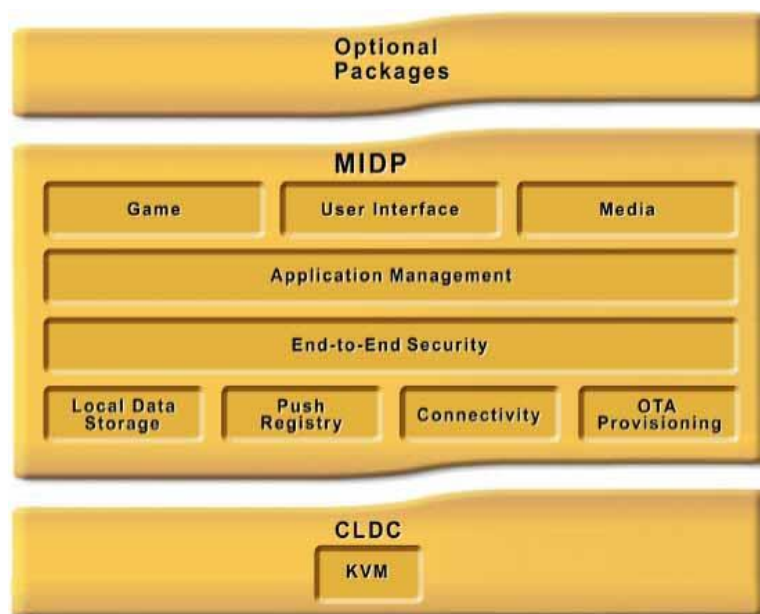 Optional
Packages
MIDP
Game
User Interface
Media
Application Management
End-to-End Security
Local Data
Storage
Push
Registry
Connectivity
OTA
Provisioning
CLDC
KVM